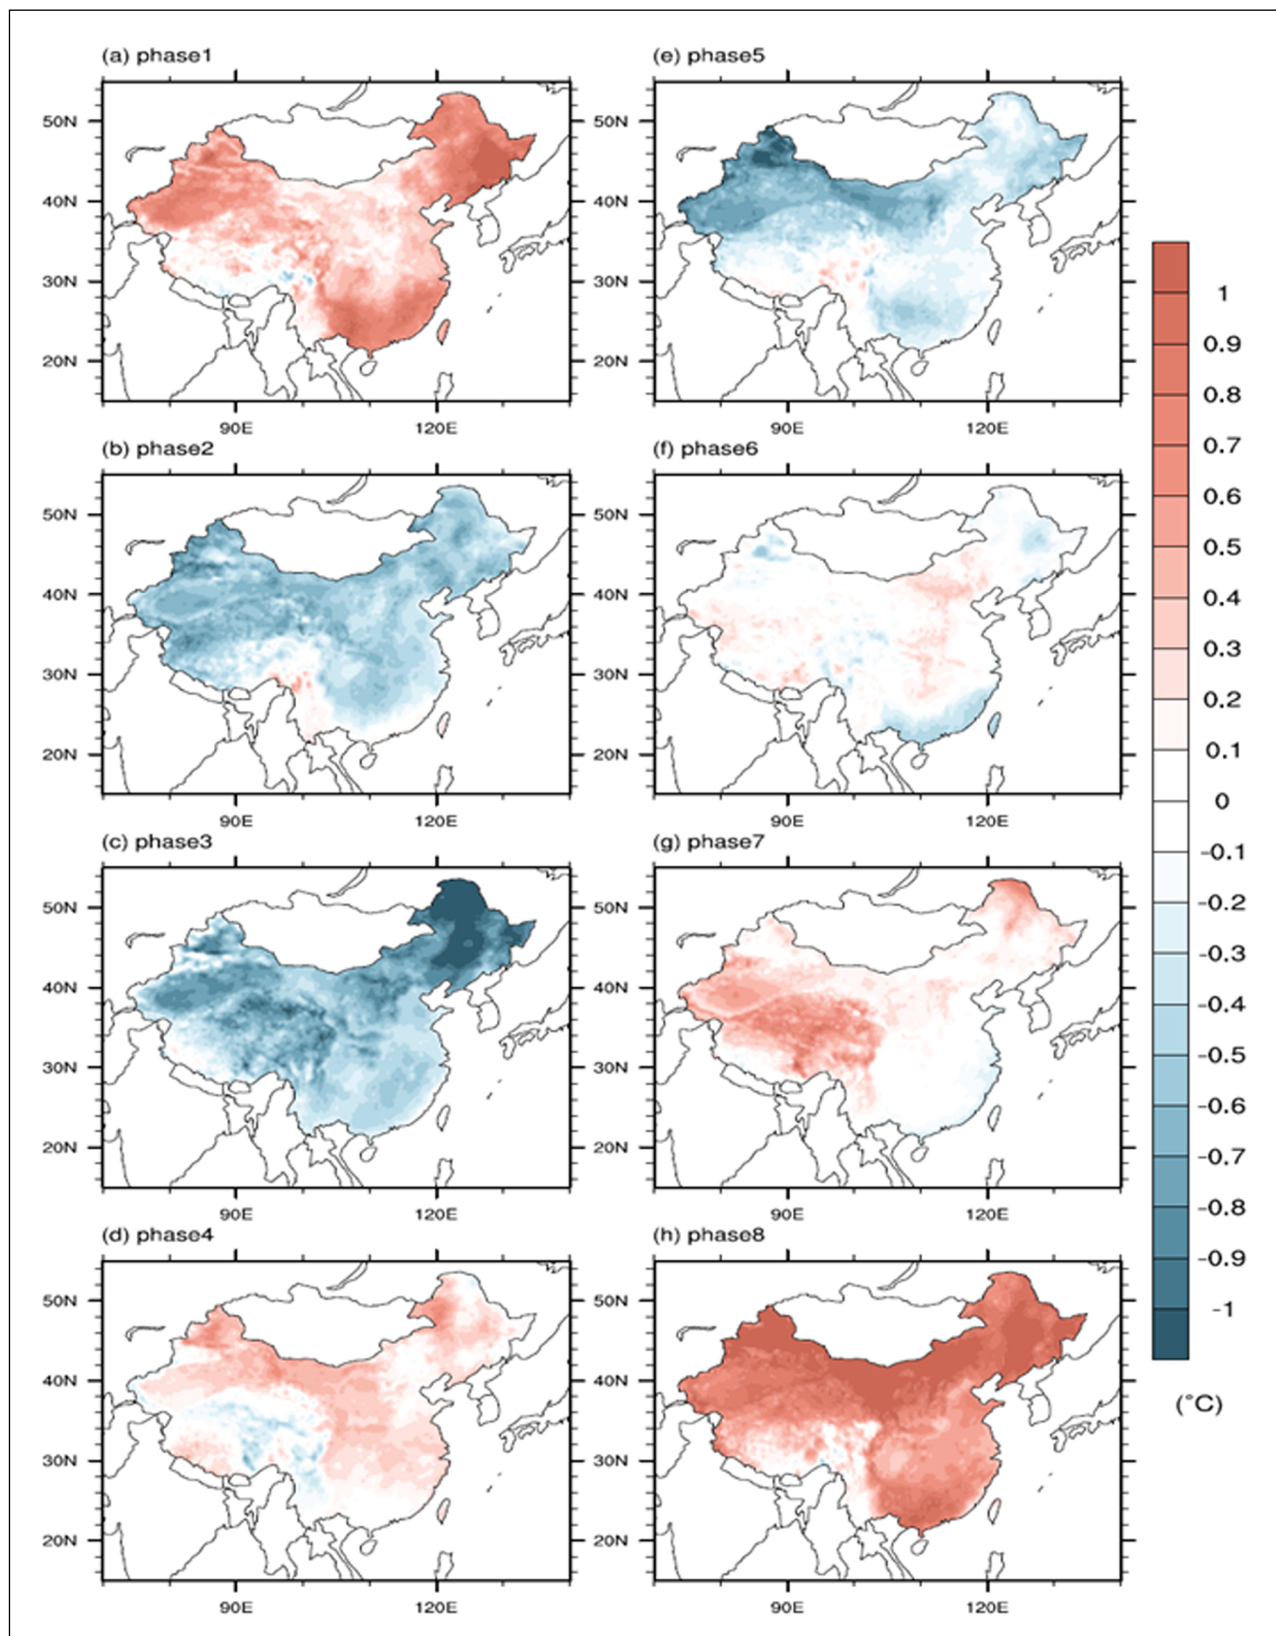 (a) phase1
50N
40N
30N
20N
90E 120E
(b) phase2
50N
40N
30N
20N
90E 120E
(c) phase3
50N
40N
30N
20N
90E 120E
(d) phase4
50N
40N
30N
20N
90E 120E
(e) phase5
50N
40N
30N
20N
90E 120E
(f) phase6
50N
40N
30N
20N
90E 120E
(g) phase7
50N
40N
30N
20N
90E 120E
(h) phase8
50N
40N
30N
20N
90E 120E
1
0.9
0.8
0.7
0.6
0.5
0.4
0.3
0.2
0.1
0
-0.1
-0.2
-0.3
-0.4
-0.5
-0.6
-0.7
-0.8
-0.9
-1
(°C)